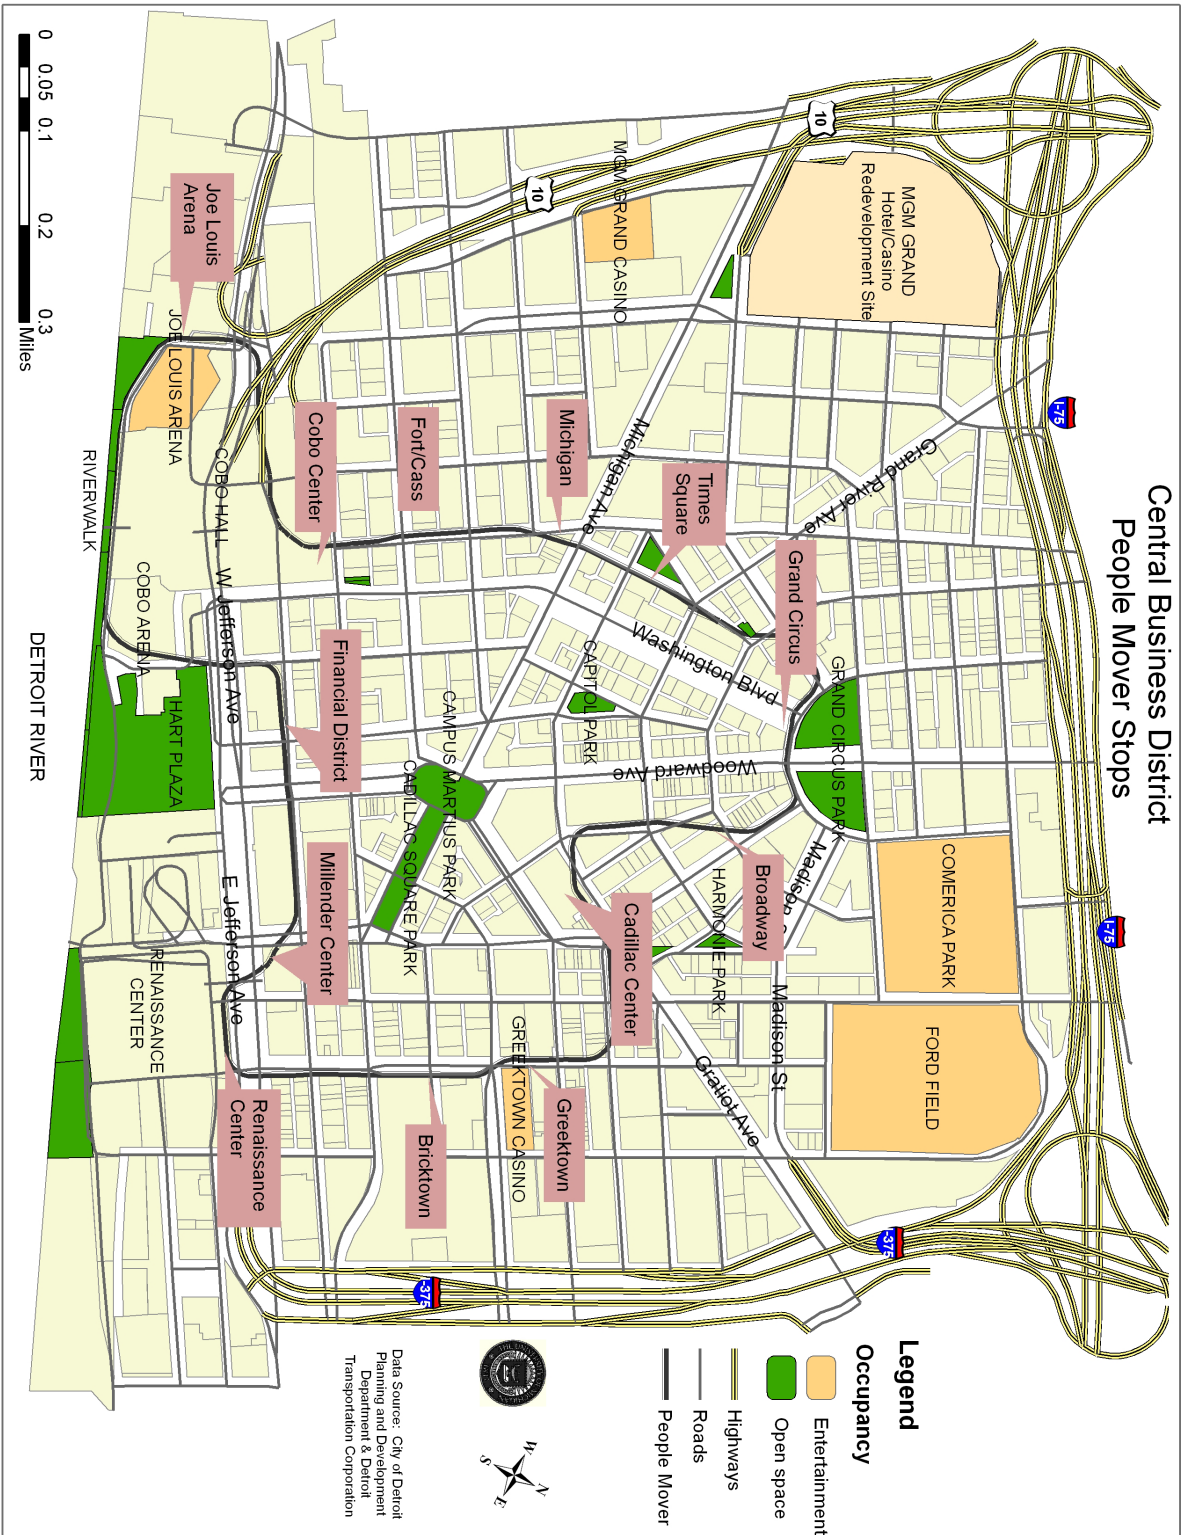 Central Business District
People Mover Stops
0 0.05 0.1 0.2 0.3
Miles
10
10
I-75
I-75
I-375
I-375
MGM GRAND
Hotel/Casino
Redevelopment Site
MGM GRAND CASINO
COMERICA PARK
FORD FIELD
Grand River Ave
Michigan Ave
Michigan
Times
Square
Grand Circus
GRAND CIRCUS PARK
Washington Blvd
CAPITOL PARK
Woodward Ave
Madison
Madison St
Broadway
HARMONIE PARK
Gratiot Ave
Cadillac Center
Greektown
GREEKTOWN CASINO
Bricktown
CAMPUS MARTIUS PARK
CADILLAC SQUARE PARK
Fort/Cass
Cobo Center
Financial District
Millender Center
Renaissance
Center
W Jefferson Ave
E Jefferson Ave
Joe Louis
Arena
JOE LOUIS ARENA
COBO HALL
COBO ARENA
HART PLAZA
RENAISSANCE
CENTER
RIVERWALK
DETROIT RIVER
Legend
Occupancy
Entertainment
Open space
Highways
Roads
People Mover
N
W
E
S
Data Source: City of Detroit
Planning and Development
Department & Detroit
Transportation Corporation